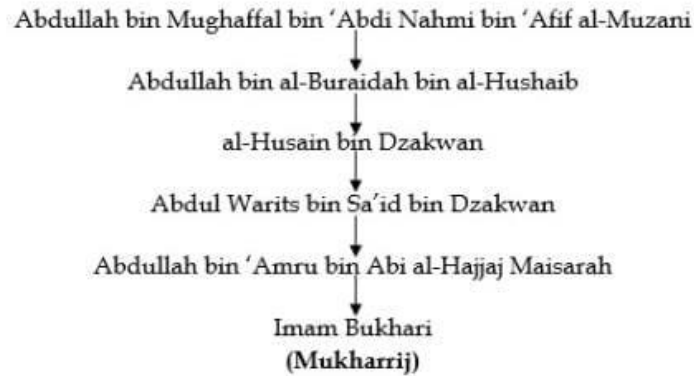 Abdullah bin Mughaffal bin ‘Abdi Nahmi bin ‘Afif al-Muzani
Abdullah bin al-Buraidah bin al-Hushaib
al-Husain bin Dzakwan
Abdul Warits bin Sa’id bin Dzakwan
Abdullah bin ‘Amru bin Abi al-Hajjaj Maisarah
Imam Bukhari
(Mukharrij)